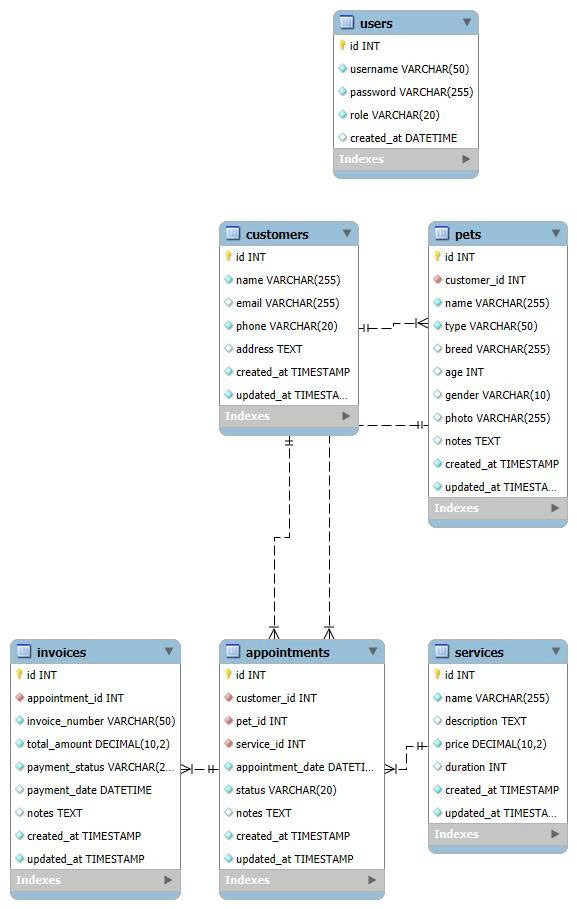 users
id INT
username VARCHAR(50)
password VARCHAR(255)
role VARCHAR(20)
created_at DATETIME
Indexes
customers
id INT
name VARCHAR(255)
email VARCHAR(255)
phone VARCHAR(20)
address TEXT
created_at TIMESTAMP
updated_at TIMESTA...
Indexes
pets
id INT
customer_id INT
name VARCHAR(255)
type VARCHAR(50)
breed VARCHAR(255)
age INT
gender VARCHAR(10)
photo VARCHAR(255)
notes TEXT
created_at TIMESTAMP
updated_at TIMESTA...
Indexes
invoices
id INT
appointment_id INT
invoice_number VARCHAR(50)
total_amount DECIMAL(10,2)
payment_status VARCHAR(2...
payment_date DATETIME
notes TEXT
created_at TIMESTAMP
updated_at TIMESTAMP
Indexes
appointments
id INT
customer_id INT
pet_id INT
service_id INT
appointment_date DATETI...
status VARCHAR(20)
notes TEXT
created_at TIMESTAMP
updated_at TIMESTAMP
Indexes
services
id INT
name VARCHAR(255)
description TEXT
price DECIMAL(10,2)
duration INT
created_at TIMESTAMP
updated_at TIMESTA...
Indexes